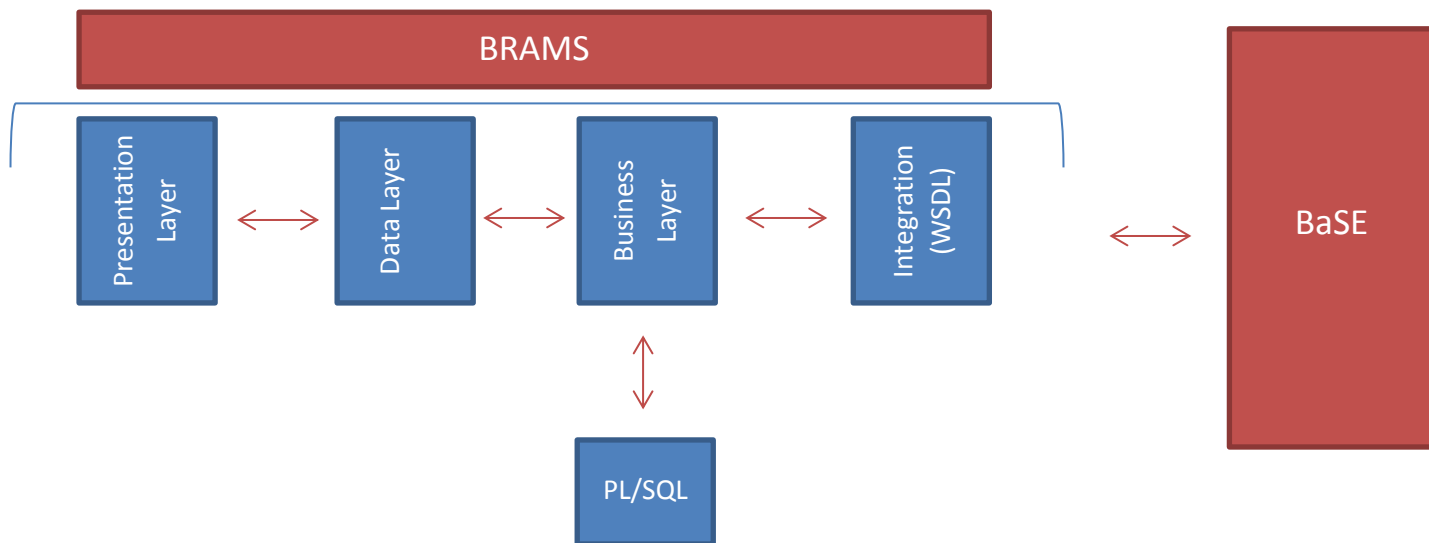 BRAMS
Presentation
Layer
Data Layer
Business
Layer
Integration
(WSDL)
BaSE
PL/SQL